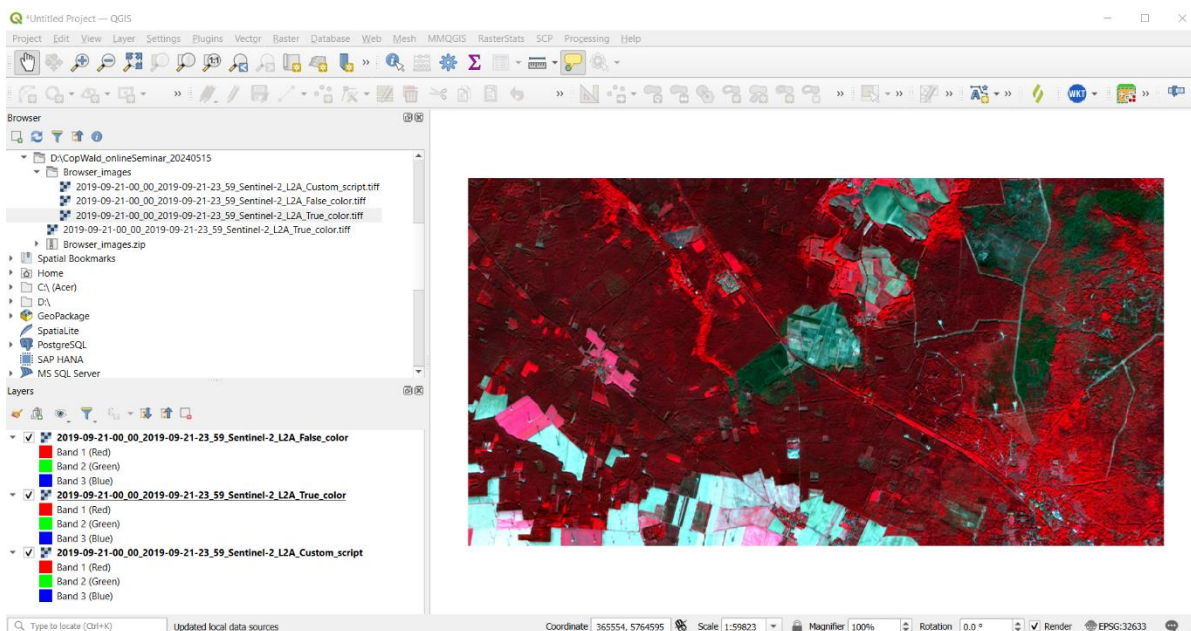 *Untitled Project — QGIS
Project Edit View Layer Settings Plugins Vector Raster Database Web Mesh MMQGIS RasterStats SCP Processing Help
Browser
D:\CopWald_onlineSeminar_20240515
Browser_images
2019-09-21-00_00_2019-09-21-23_59_Sentinel-2_L2A_Custom_script.tiff
2019-09-21-00_00_2019-09-21-23_59_Sentinel-2_L2A_False_color.tiff
2019-09-21-00_00_2019-09-21-23_59_Sentinel-2_L2A_True_color.tiff
2019-09-21-00_00_2019-09-21-23_59_Sentinel-2_L2A_True_color.tiff
Browser_images.zip
Spatial Bookmarks
Home
C:\ (Acer)
D:\
GeoPackage
SpatiaLite
PostgreSQL
SAP HANA
MS SQL Server
Layers
2019-09-21-00_00_2019-09-21-23_59_Sentinel-2_L2A_False_color
Band 1 (Red)
Band 2 (Green)
Band 3 (Blue)
2019-09-21-00_00_2019-09-21-23_59_Sentinel-2_L2A_True_color
Band 1 (Red)
Band 2 (Green)
Band 3 (Blue)
2019-09-21-00_00_2019-09-21-23_59_Sentinel-2_L2A_Custom_script
Band 1 (Red)
Band 2 (Green)
Band 3 (Blue)
Type to locate (Ctrl+K) Updated local data sources Coordinate 365554, 5764595 Scale 1:59823 Magnifier 100% Rotation 0.0 ° Render EPSG:32633